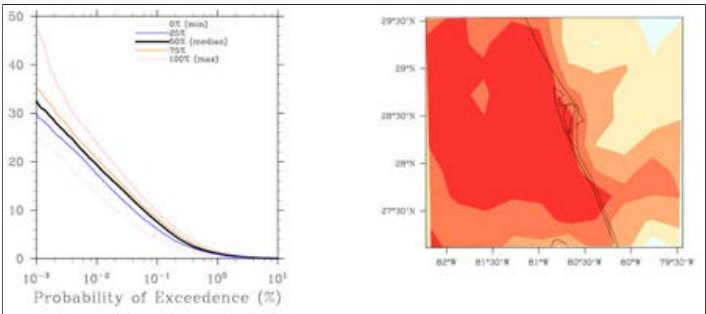 50
40
30
20
10
0
0% (min)
25%
50% (median)
75%
100% (max)
10⁻³
10⁻²
10⁻¹
10⁰
10¹
Probability of Exceedence (%)
29°30'N
29°N
28°30'N
28°N
27°30'N
82°W
81°30'W
81°W
80°30'W
80°W
79°30'W